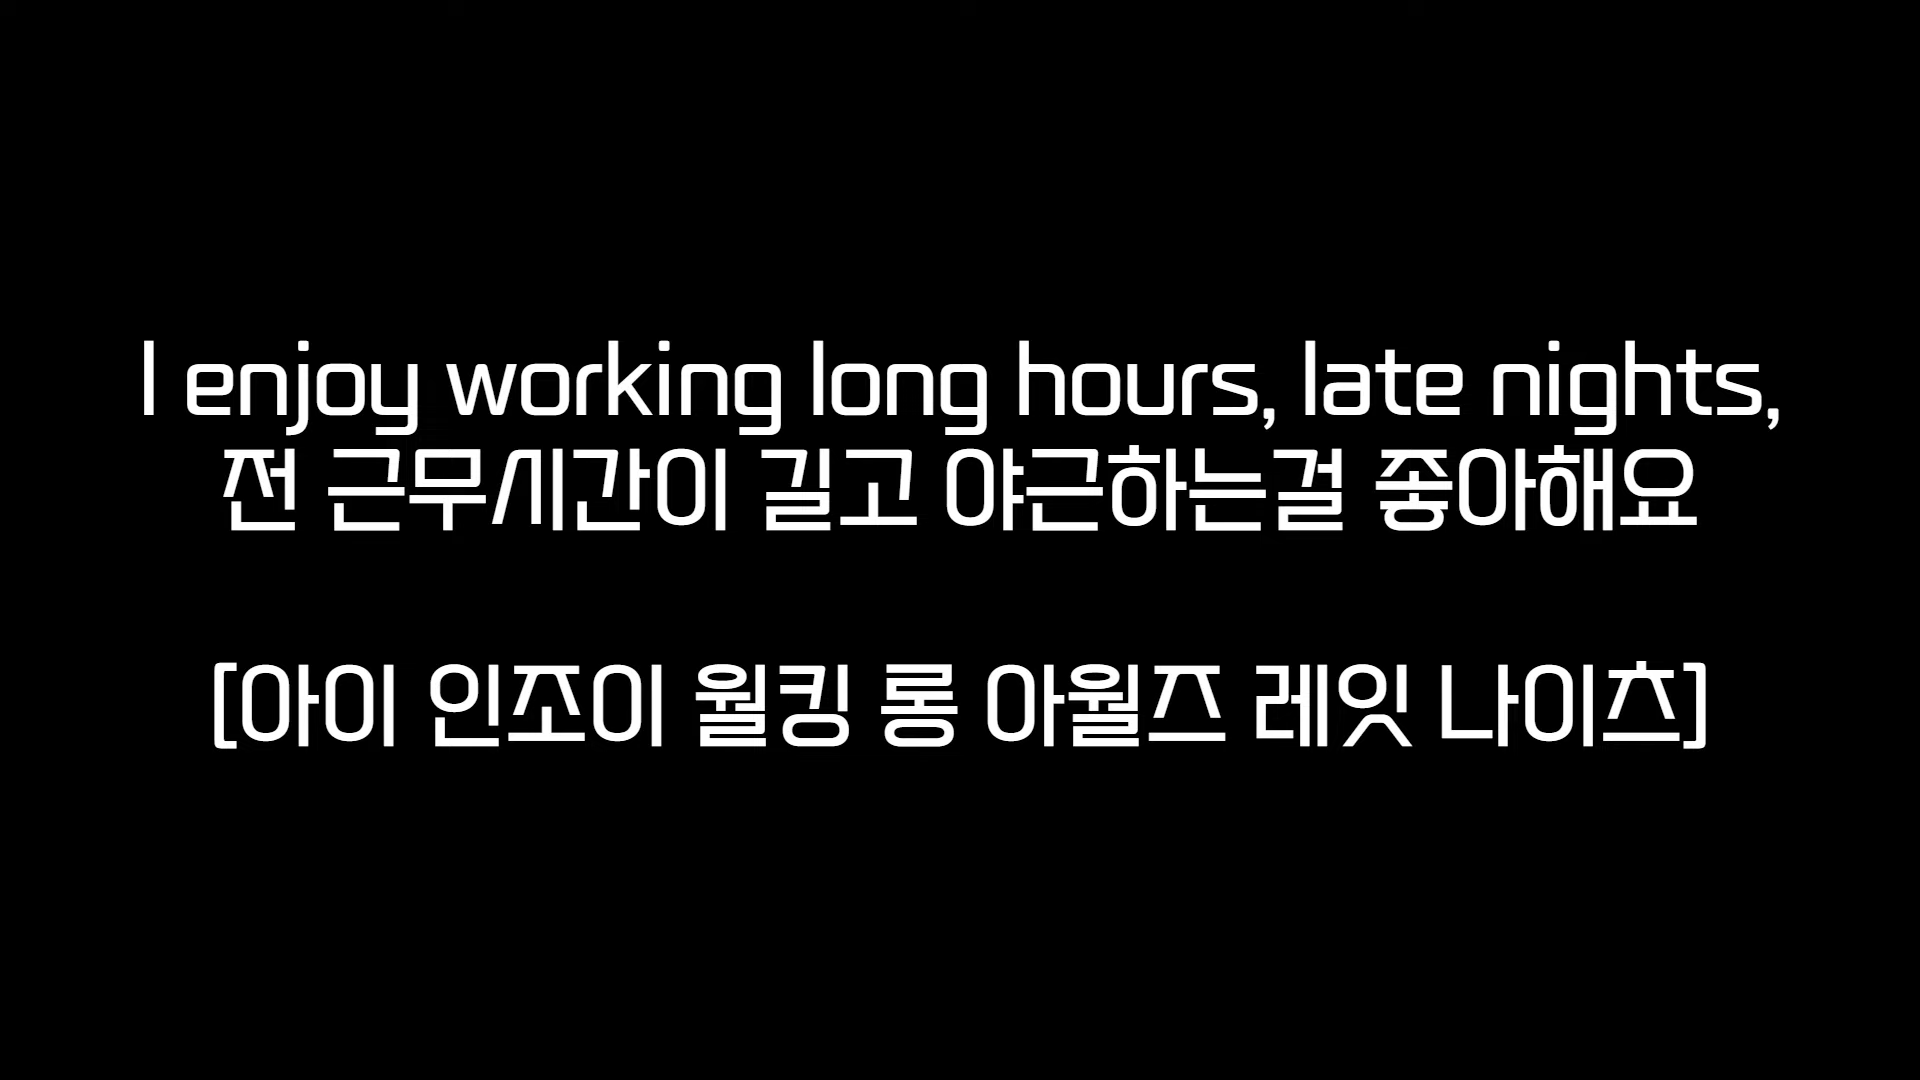 I enjoy working long hours, late nights,
전 근무시간이 길고 야근하는걸 좋아해요
[아이 인조이 월킹 롱 아월즈 레잇 나이츠]